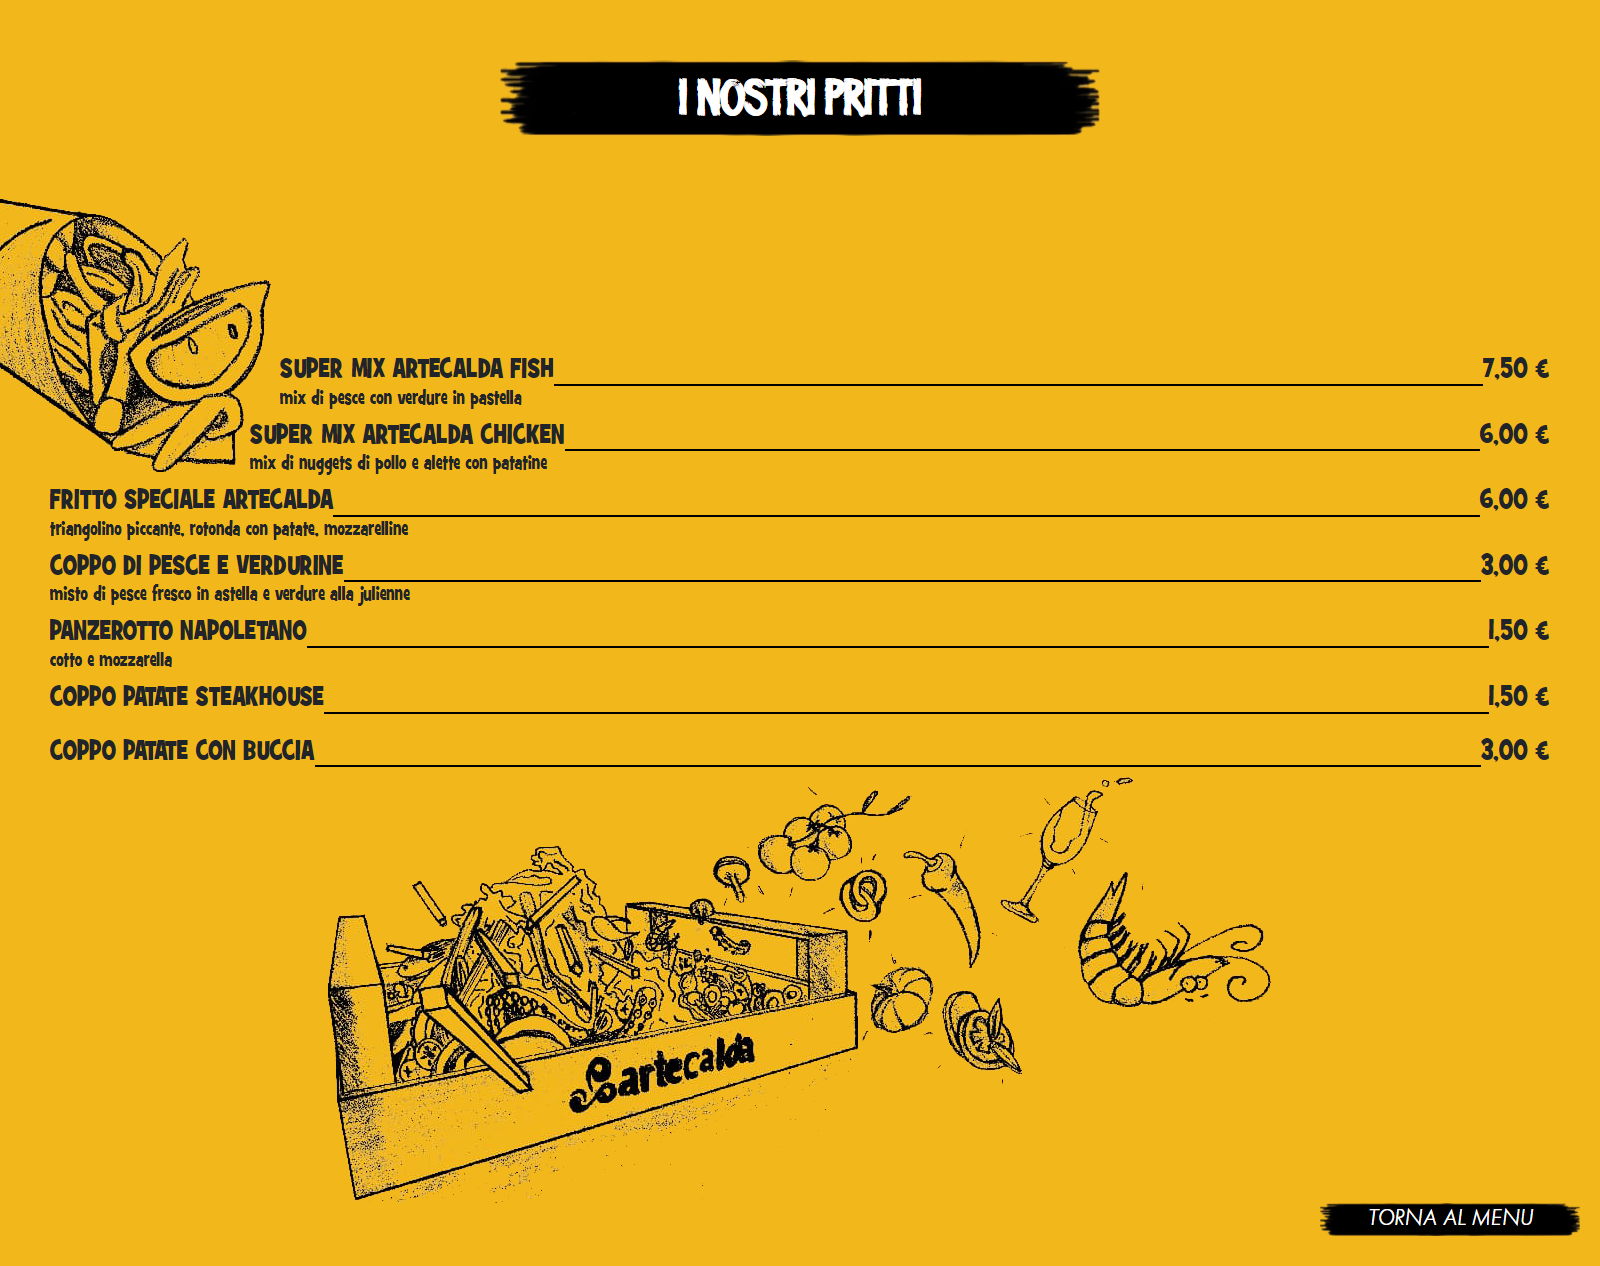 I NOSTRI PRITTI
SUPER MIX ARTECALDA FISH 7,50 €
mix di pesce con verdure in pastella
SUPER MIX ARTECALDA CHICKEN 6,00 €
mix di nuggets di pollo e alette con patatine
FRITTO SPECIALE ARTECALDA 6,00 €
triangolino piccante, rotonda con patate, mozzarelline
COPPO DI PESCE E VERDURINE 3,00 €
misto di pesce fresco in astella e verdure alla julienne
PANZEROTTO NAPOLETANO 1,50 €
cotto e mozzarella
COPPO PATATE STEAKHOUSE 1,50 €
COPPO PATATE CON BUCCIA 3,00 €
artecalda
TORNA AL MENU